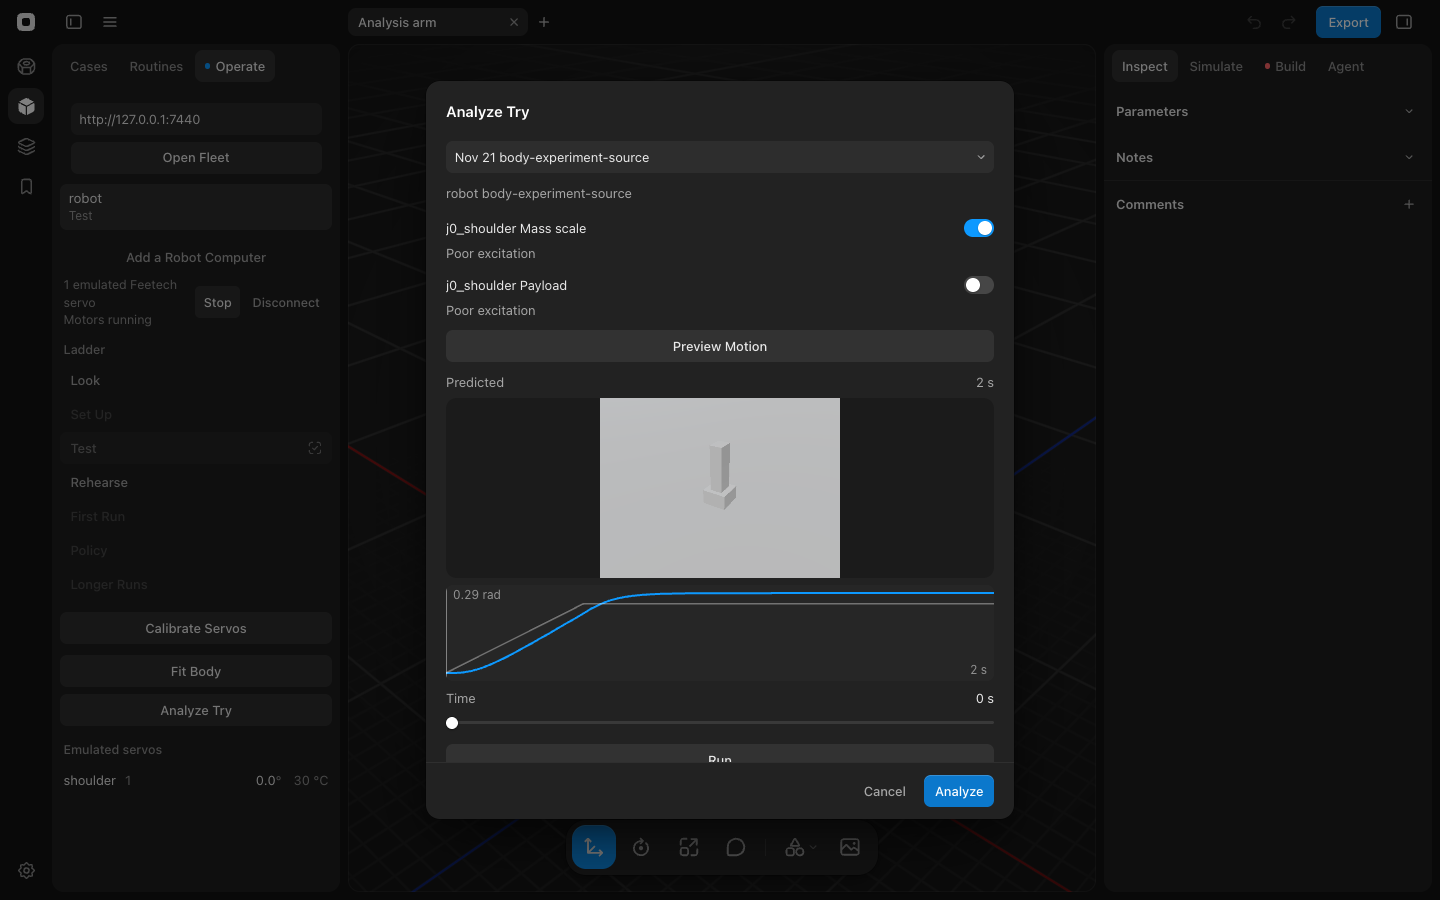 Analysis arm
Export
Cases
Routines
Operate
http://127.0.0.1:7440
Open Fleet
robot
Test
Add a Robot Computer
1 emulated Feetech
servo
Motors running
Stop
Disconnect
Ladder
Look
Set Up
Test
Rehearse
First Run
Policy
Longer Runs
Calibrate Servos
Fit Body
Analyze Try
Emulated servos
shoulder 1 0.0° 30 °C
Analyze Try
Nov 21 body-experiment-source
robot body-experiment-source
j0_shoulder Mass scale
Poor excitation
j0_shoulder Payload
Poor excitation
Preview Motion
Predicted 2 s
0.29 rad
2 s
Time 0 s
Run
Cancel
Analyze
Inspect
Simulate
Build
Agent
Parameters
Notes
Comments